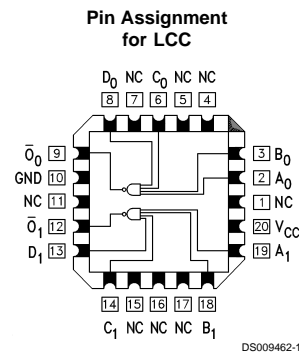 Pin Assignment
for LCC
D0 NC C0 NC NC
8 7 6 5 4
Ō0 9
GND 10
NC 11
Ō1 12
D1 13
3 B0
2 A0
1 NC
20 VCC
19 A1
14 15 16 17 18
C1 NC NC NC B1
DS009462-1